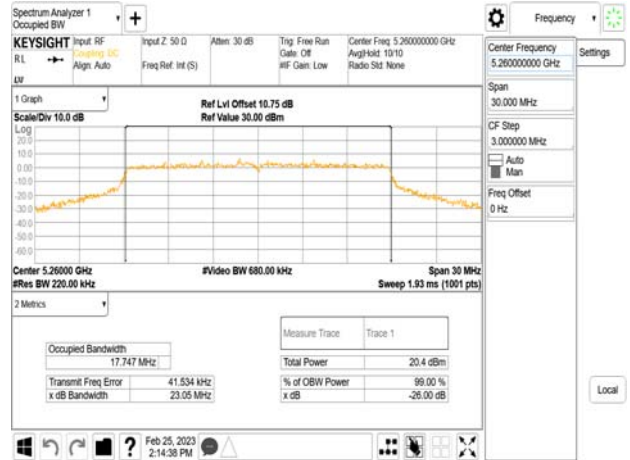 Spectrum Analyzer 1
Occupied BW
Frequency
KEYSIGHT
RL
Input: RF
Coupling: DC
Align: Auto
Input Z: 50 Ω
Freq Ref: Int (S)
Atten: 30 dB
Trig: Free Run
Gate: Off
#IF Gain: Low
Center Freq: 5.260000000 GHz
Avg|Hold: 10/10
Radio Std: None
Center Frequency
5.260000000 GHz
Settings
Span
30.000 MHz
CF Step
3.000000 MHz
Auto
Man
Freq Offset
0 Hz
Local
1 Graph
Scale/Div 10.0 dB
Ref Lvl Offset 10.75 dB
Ref Value 30.00 dBm
Log
20.0
10.0
0.00
-10.0
-20.0
-30.0
-40.0
-50.0
-60.0
Center 5.26000 GHz
#Res BW 220.00 kHz
#Video BW 680.00 kHz
Span 30 MHz
Sweep 1.93 ms (1001 pts)
2 Metrics
Measure Trace
Trace 1
Occupied Bandwidth
17.747 MHz
Total Power
20.4 dBm
Transmit Freq Error
41.534 kHz
% of OBW Power
99.00 %
x dB Bandwidth
23.05 MHz
x dB
-26.00 dB
Feb 25, 2023
2:14:38 PM